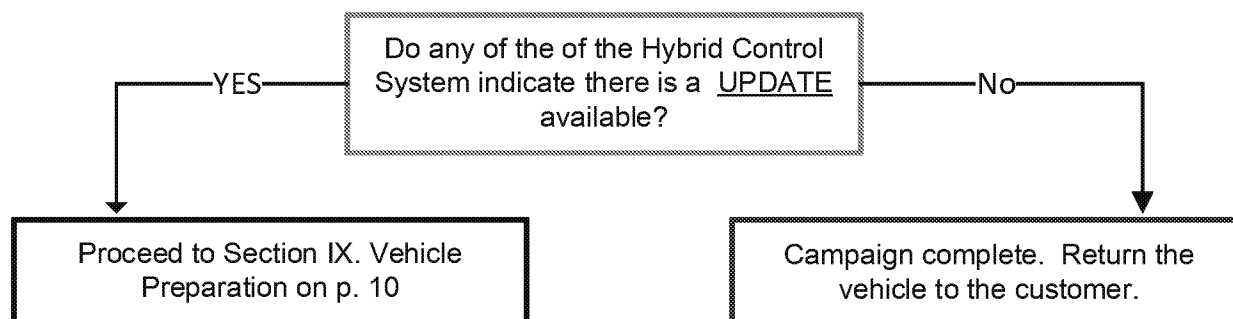 Do any of the of the Hybrid Control
System indicate there is a UPDATE
available?
YES
No
Proceed to Section IX. Vehicle
Preparation on p. 10
Campaign complete. Return the
vehicle to the customer.